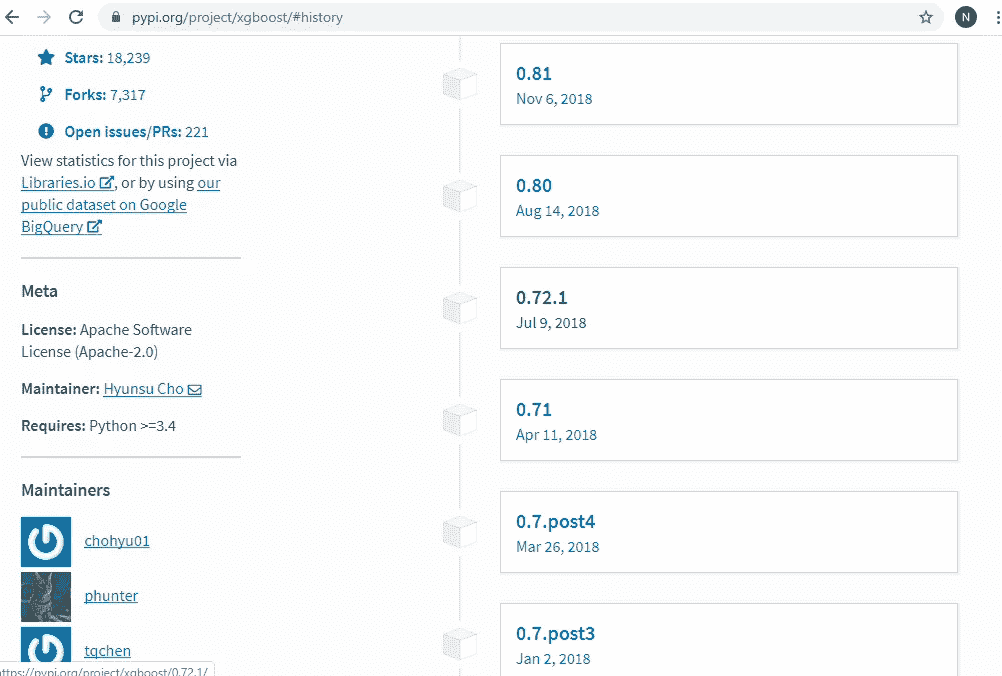 pypi.org/project/xgboost/#history
N
Stars: 18,239
Forks: 7,317
Open issues/PRs: 221
View statistics for this project via
Libraries.io, or by using our
public dataset on Google
BigQuery
Meta
License: Apache Software
License (Apache-2.0)
Maintainer: Hyunsu Cho
Requires: Python >=3.4
Maintainers
chohyu01
phunter
tqchen
0.81
Nov 6, 2018
0.80
Aug 14, 2018
0.72.1
Jul 9, 2018
0.71
Apr 11, 2018
0.7.post4
Mar 26, 2018
0.7.post3
Jan 2, 2018
https://pypi.org/project/xgboost/0.72.1/